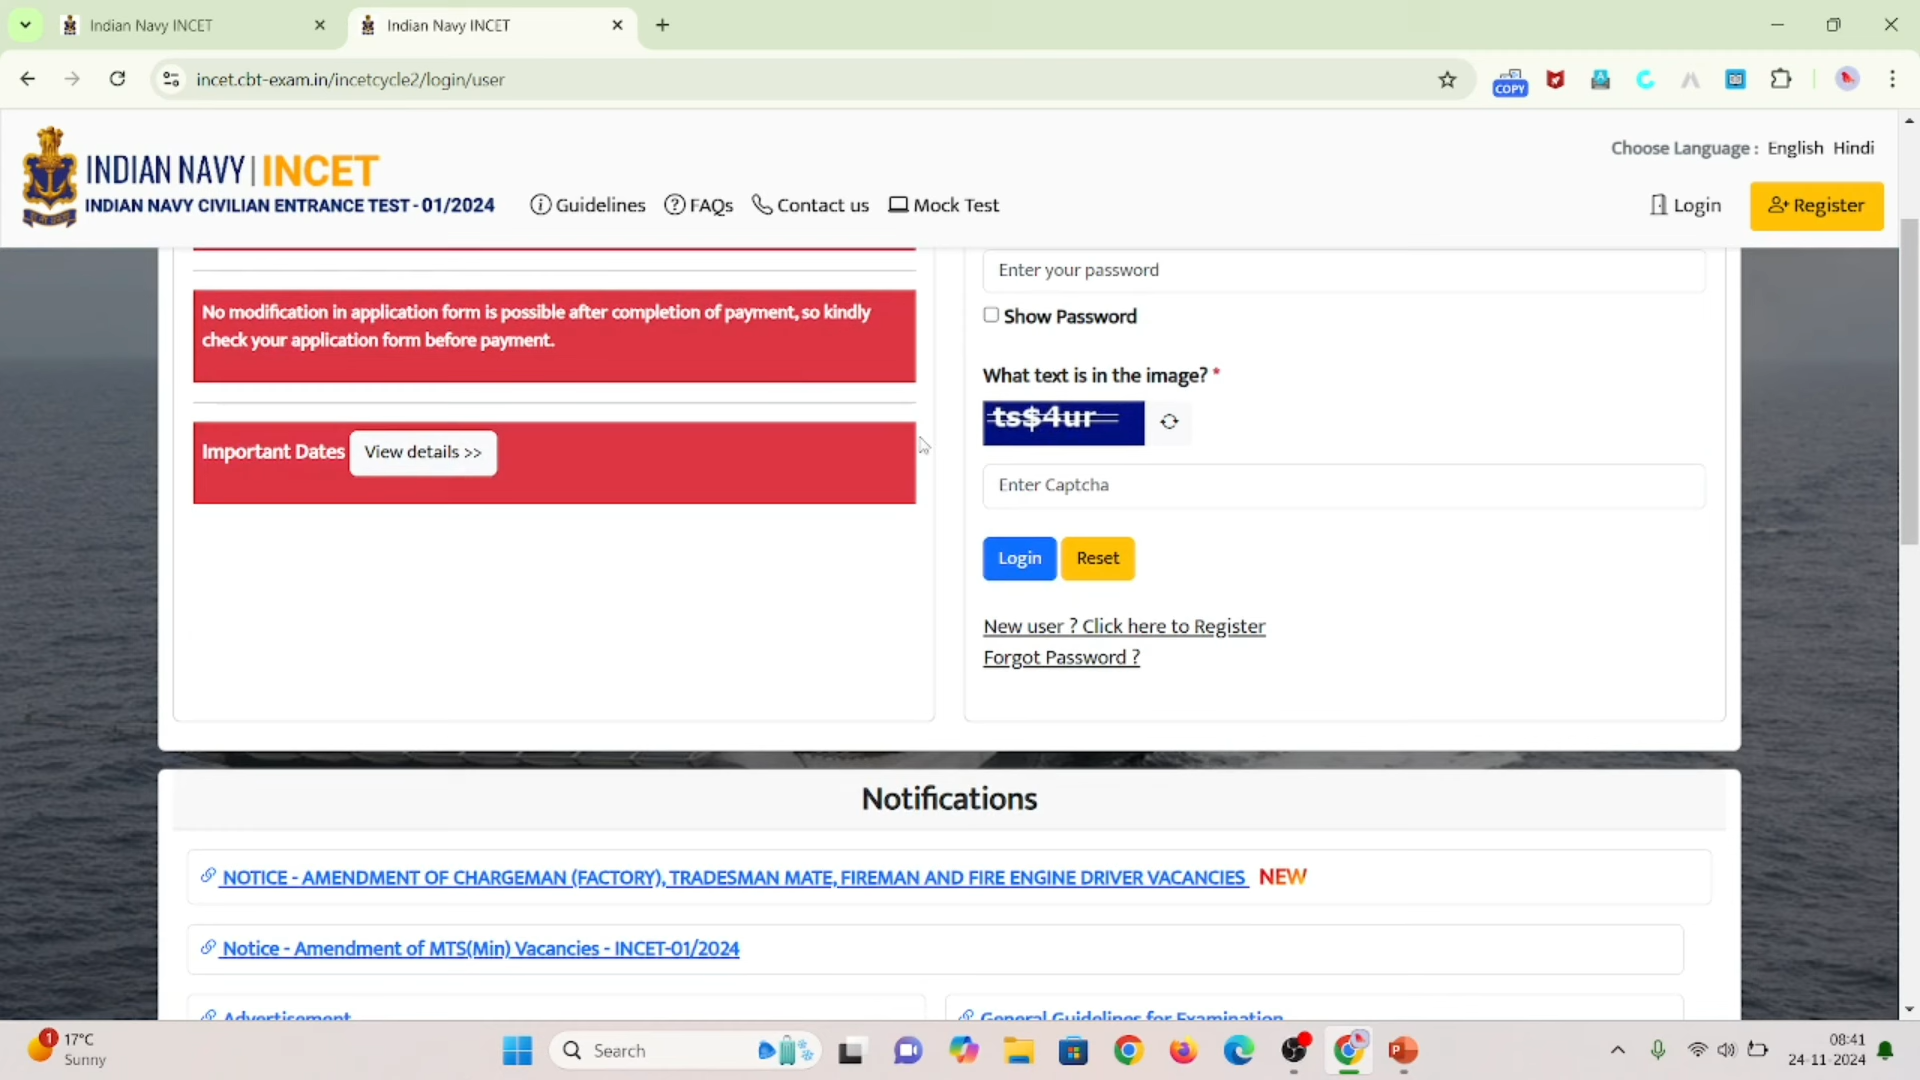 Indian Navy INCET
Indian Navy INCET
incet.cbt-exam.in/incetcycle2/login/user
COPY
INDIAN NAVY | INCET
INDIAN NAVY CIVILIAN ENTRANCE TEST - 01/2024
Guidelines
FAQs
Contact us
Mock Test
Choose Language : English Hindi
Login
Register
No modification in application form is possible after completion of payment, so kindly
check your application form before payment.
Important Dates View details >>
Enter your password
Show Password
What text is in the image? *
ts$4ur
Enter Captcha
Login
Reset
New user ? Click here to Register
Forgot Password ?
Notifications
NOTICE - AMENDMENT OF CHARGEMAN (FACTORY), TRADESMAN MATE, FIREMAN AND FIRE ENGINE DRIVER VACANCIES NEW
Notice - Amendment of MTS(Min) Vacancies - INCET-01/2024
Advertisement
General Guidelines for Examination
1
17°C
Sunny
Search
08:41
24-11-2024